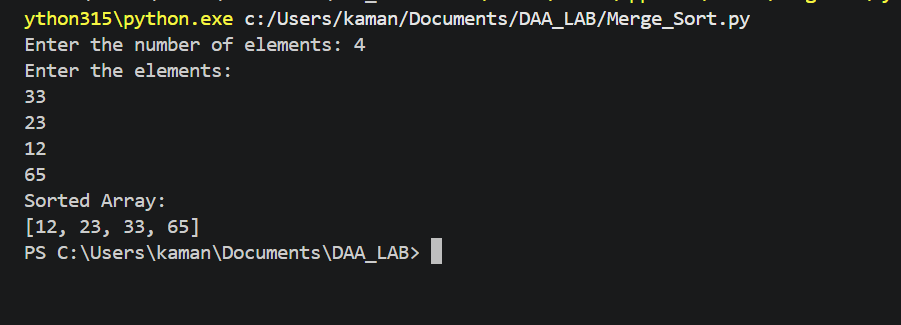 ython315\python.exe c:/Users/kaman/Documents/DAA_LAB/Merge_Sort.py
Enter the number of elements: 4
Enter the elements:
33
23
12
65
Sorted Array:
[12, 23, 33, 65]
PS C:\Users\kaman\Documents\DAA_LAB>